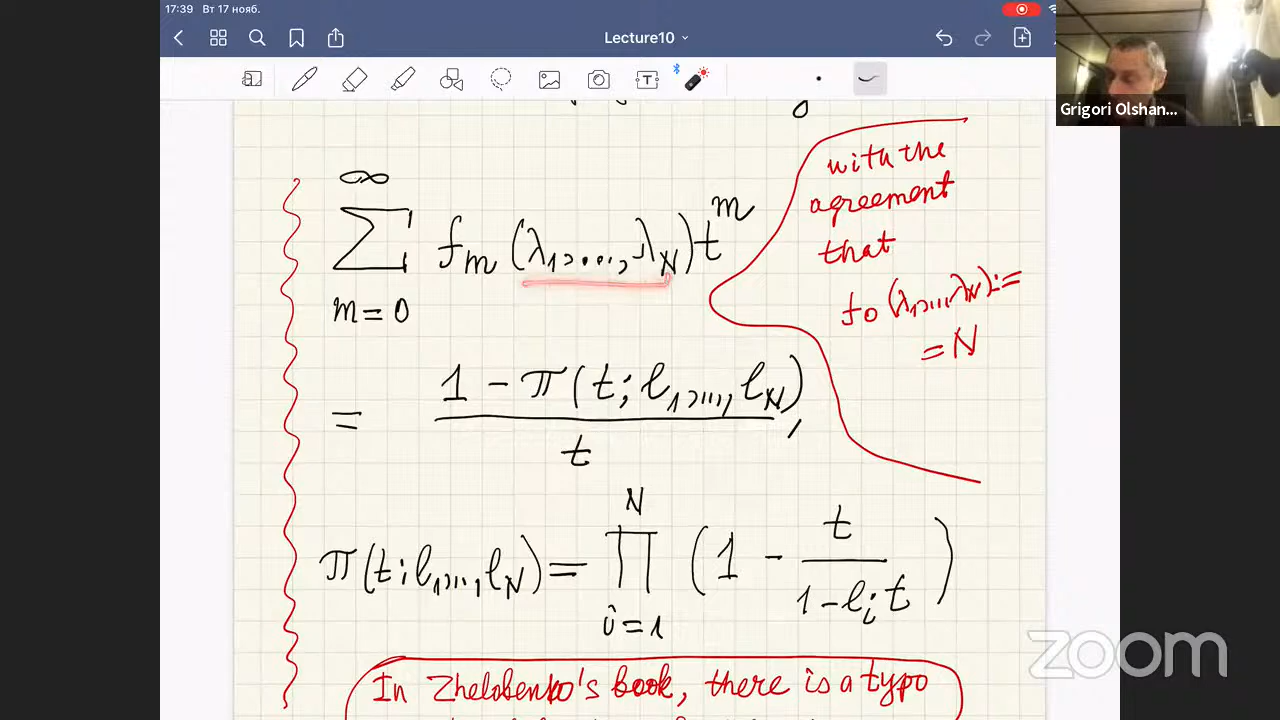 17:39 Вт 17 нояб.
Lecture10
Grigori Olshan...
∞
∑ f_m (λ_1,...,λ_N) t^m
m=0
with the
agreement
that
f_0 (λ_1,...,λ_N):=
= N
1 - π(t; l_1,..., l_N)
= ,
t
N
π(t; l_1,..., l_N) = ∏ (1 - t / (1 - l_i t))
i=1
zoom
In Zhelobenko's book, there is a typo